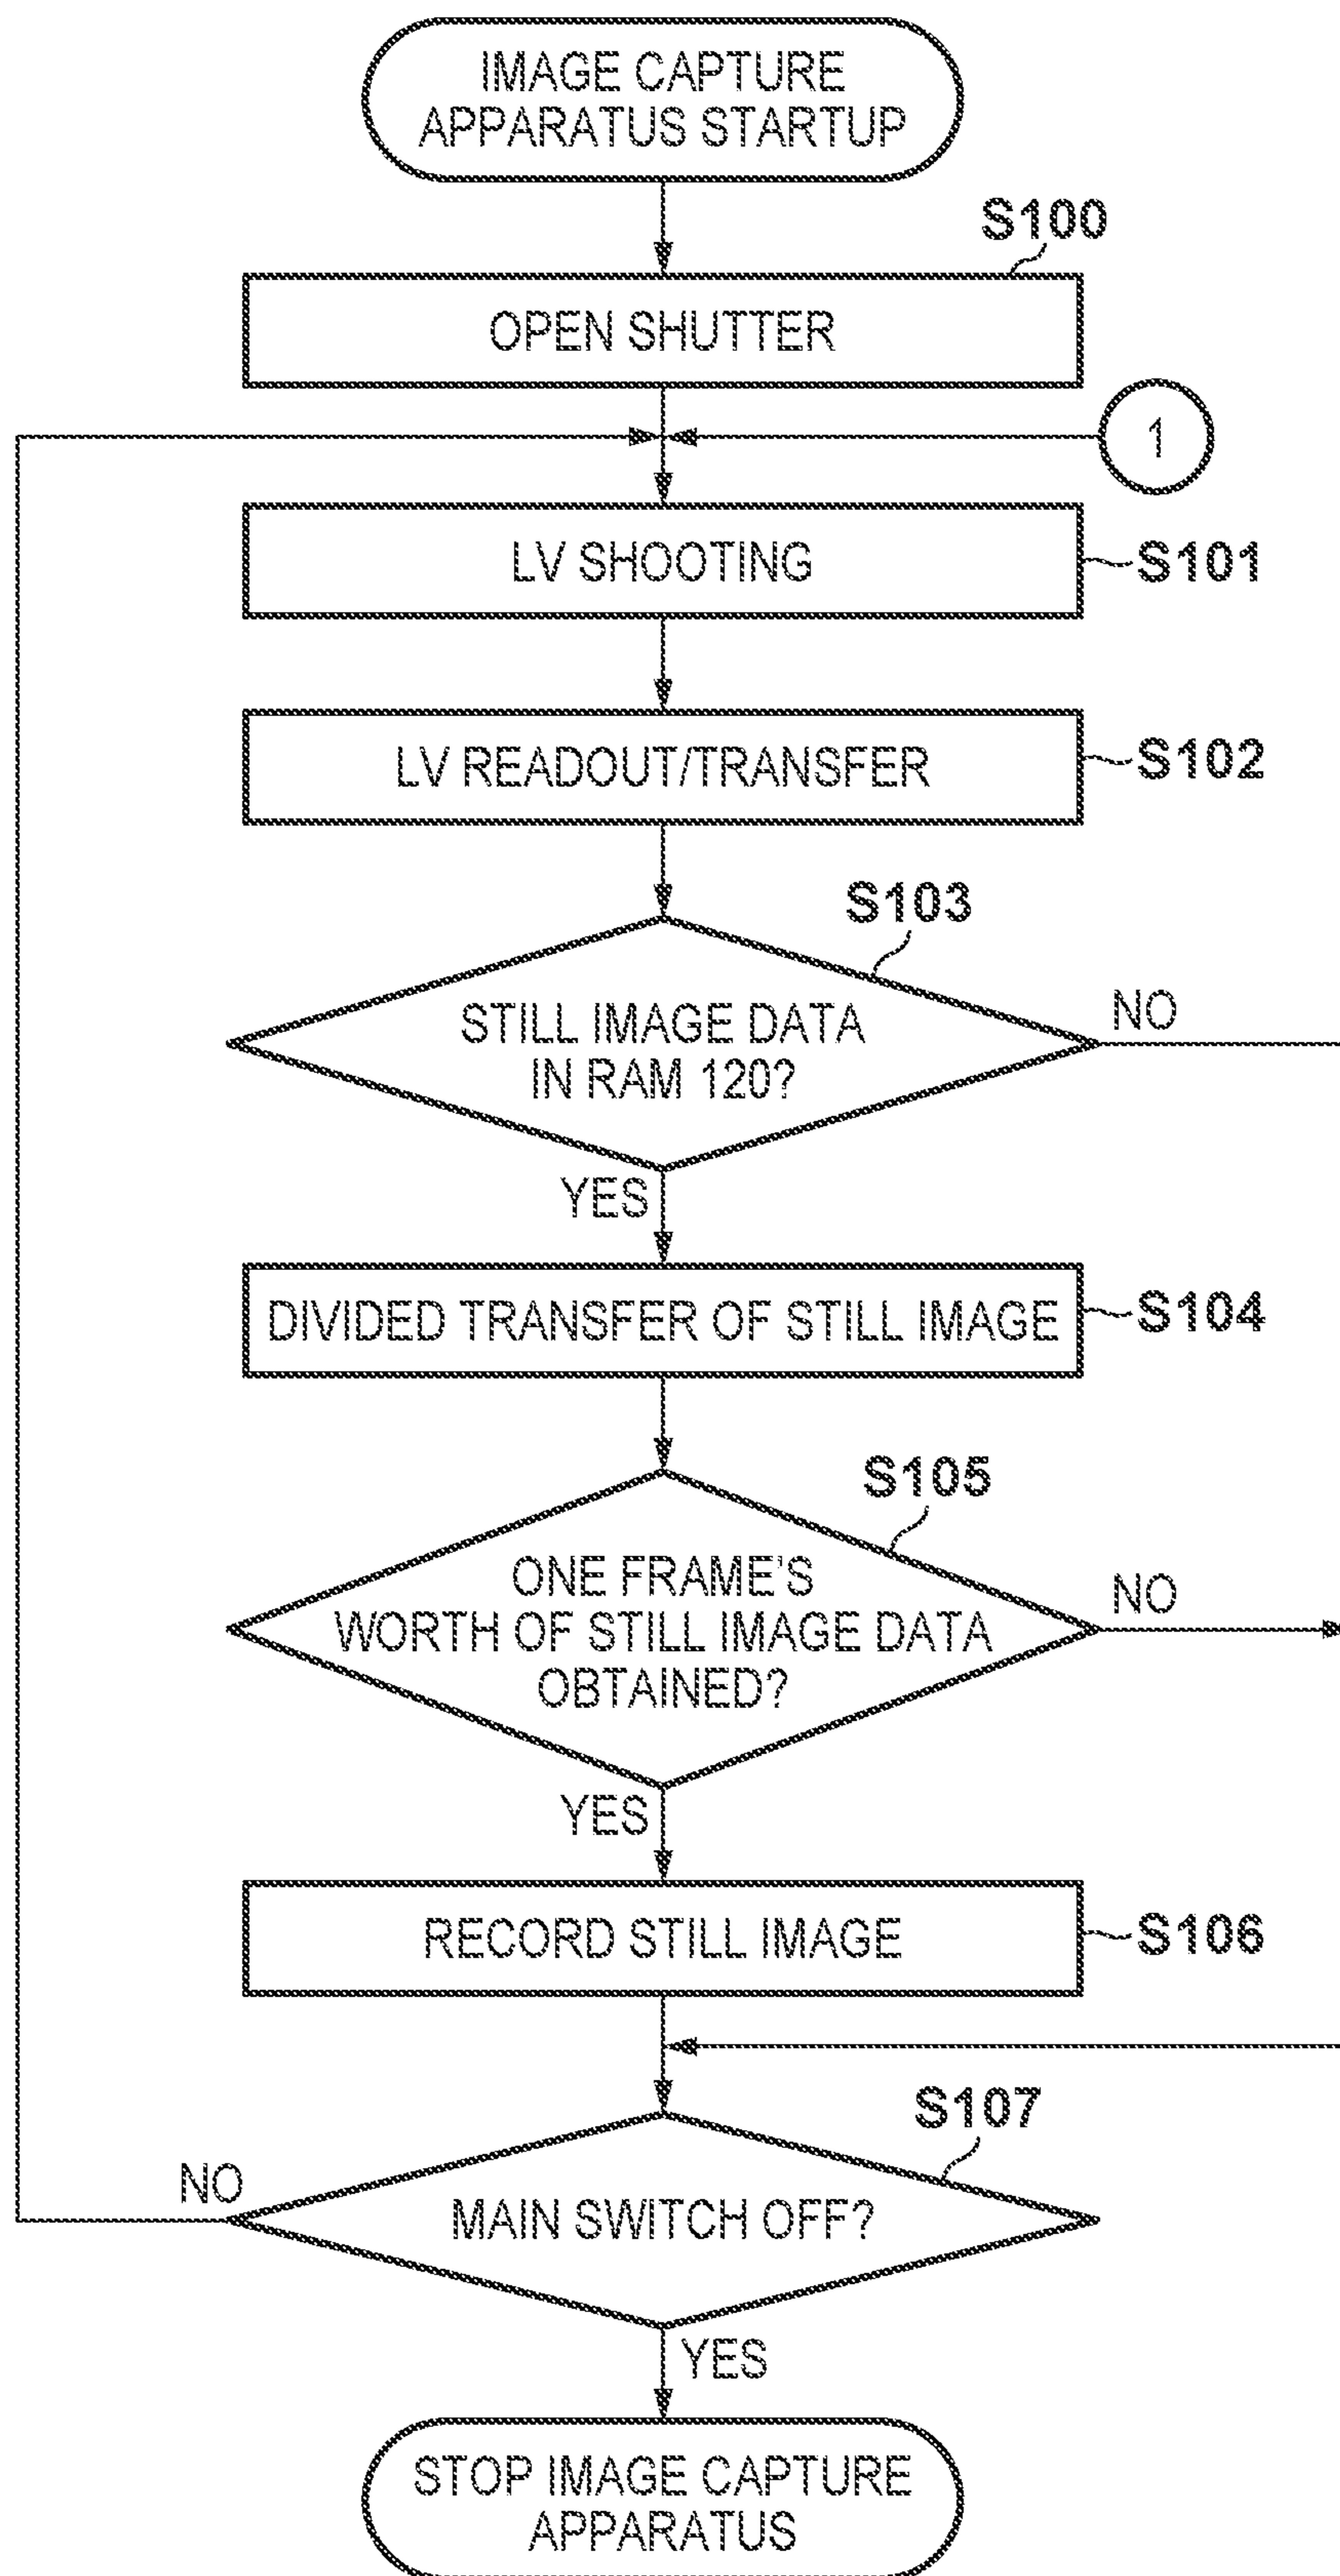 IMAGE CAPTURE
APPARATUS STARTUP
S100
OPEN SHUTTER
1
LV SHOOTING
S101
LV READOUT/TRANSFER
S102
S103
STILL IMAGE DATA
IN RAM 120?
NO
YES
DIVIDED TRANSFER OF STILL IMAGE
S104
S105
ONE FRAME'S
WORTH OF STILL IMAGE DATA
OBTAINED?
NO
YES
RECORD STILL IMAGE
S106
S107
NO
MAIN SWITCH OFF?
YES
STOP IMAGE CAPTURE
APPARATUS